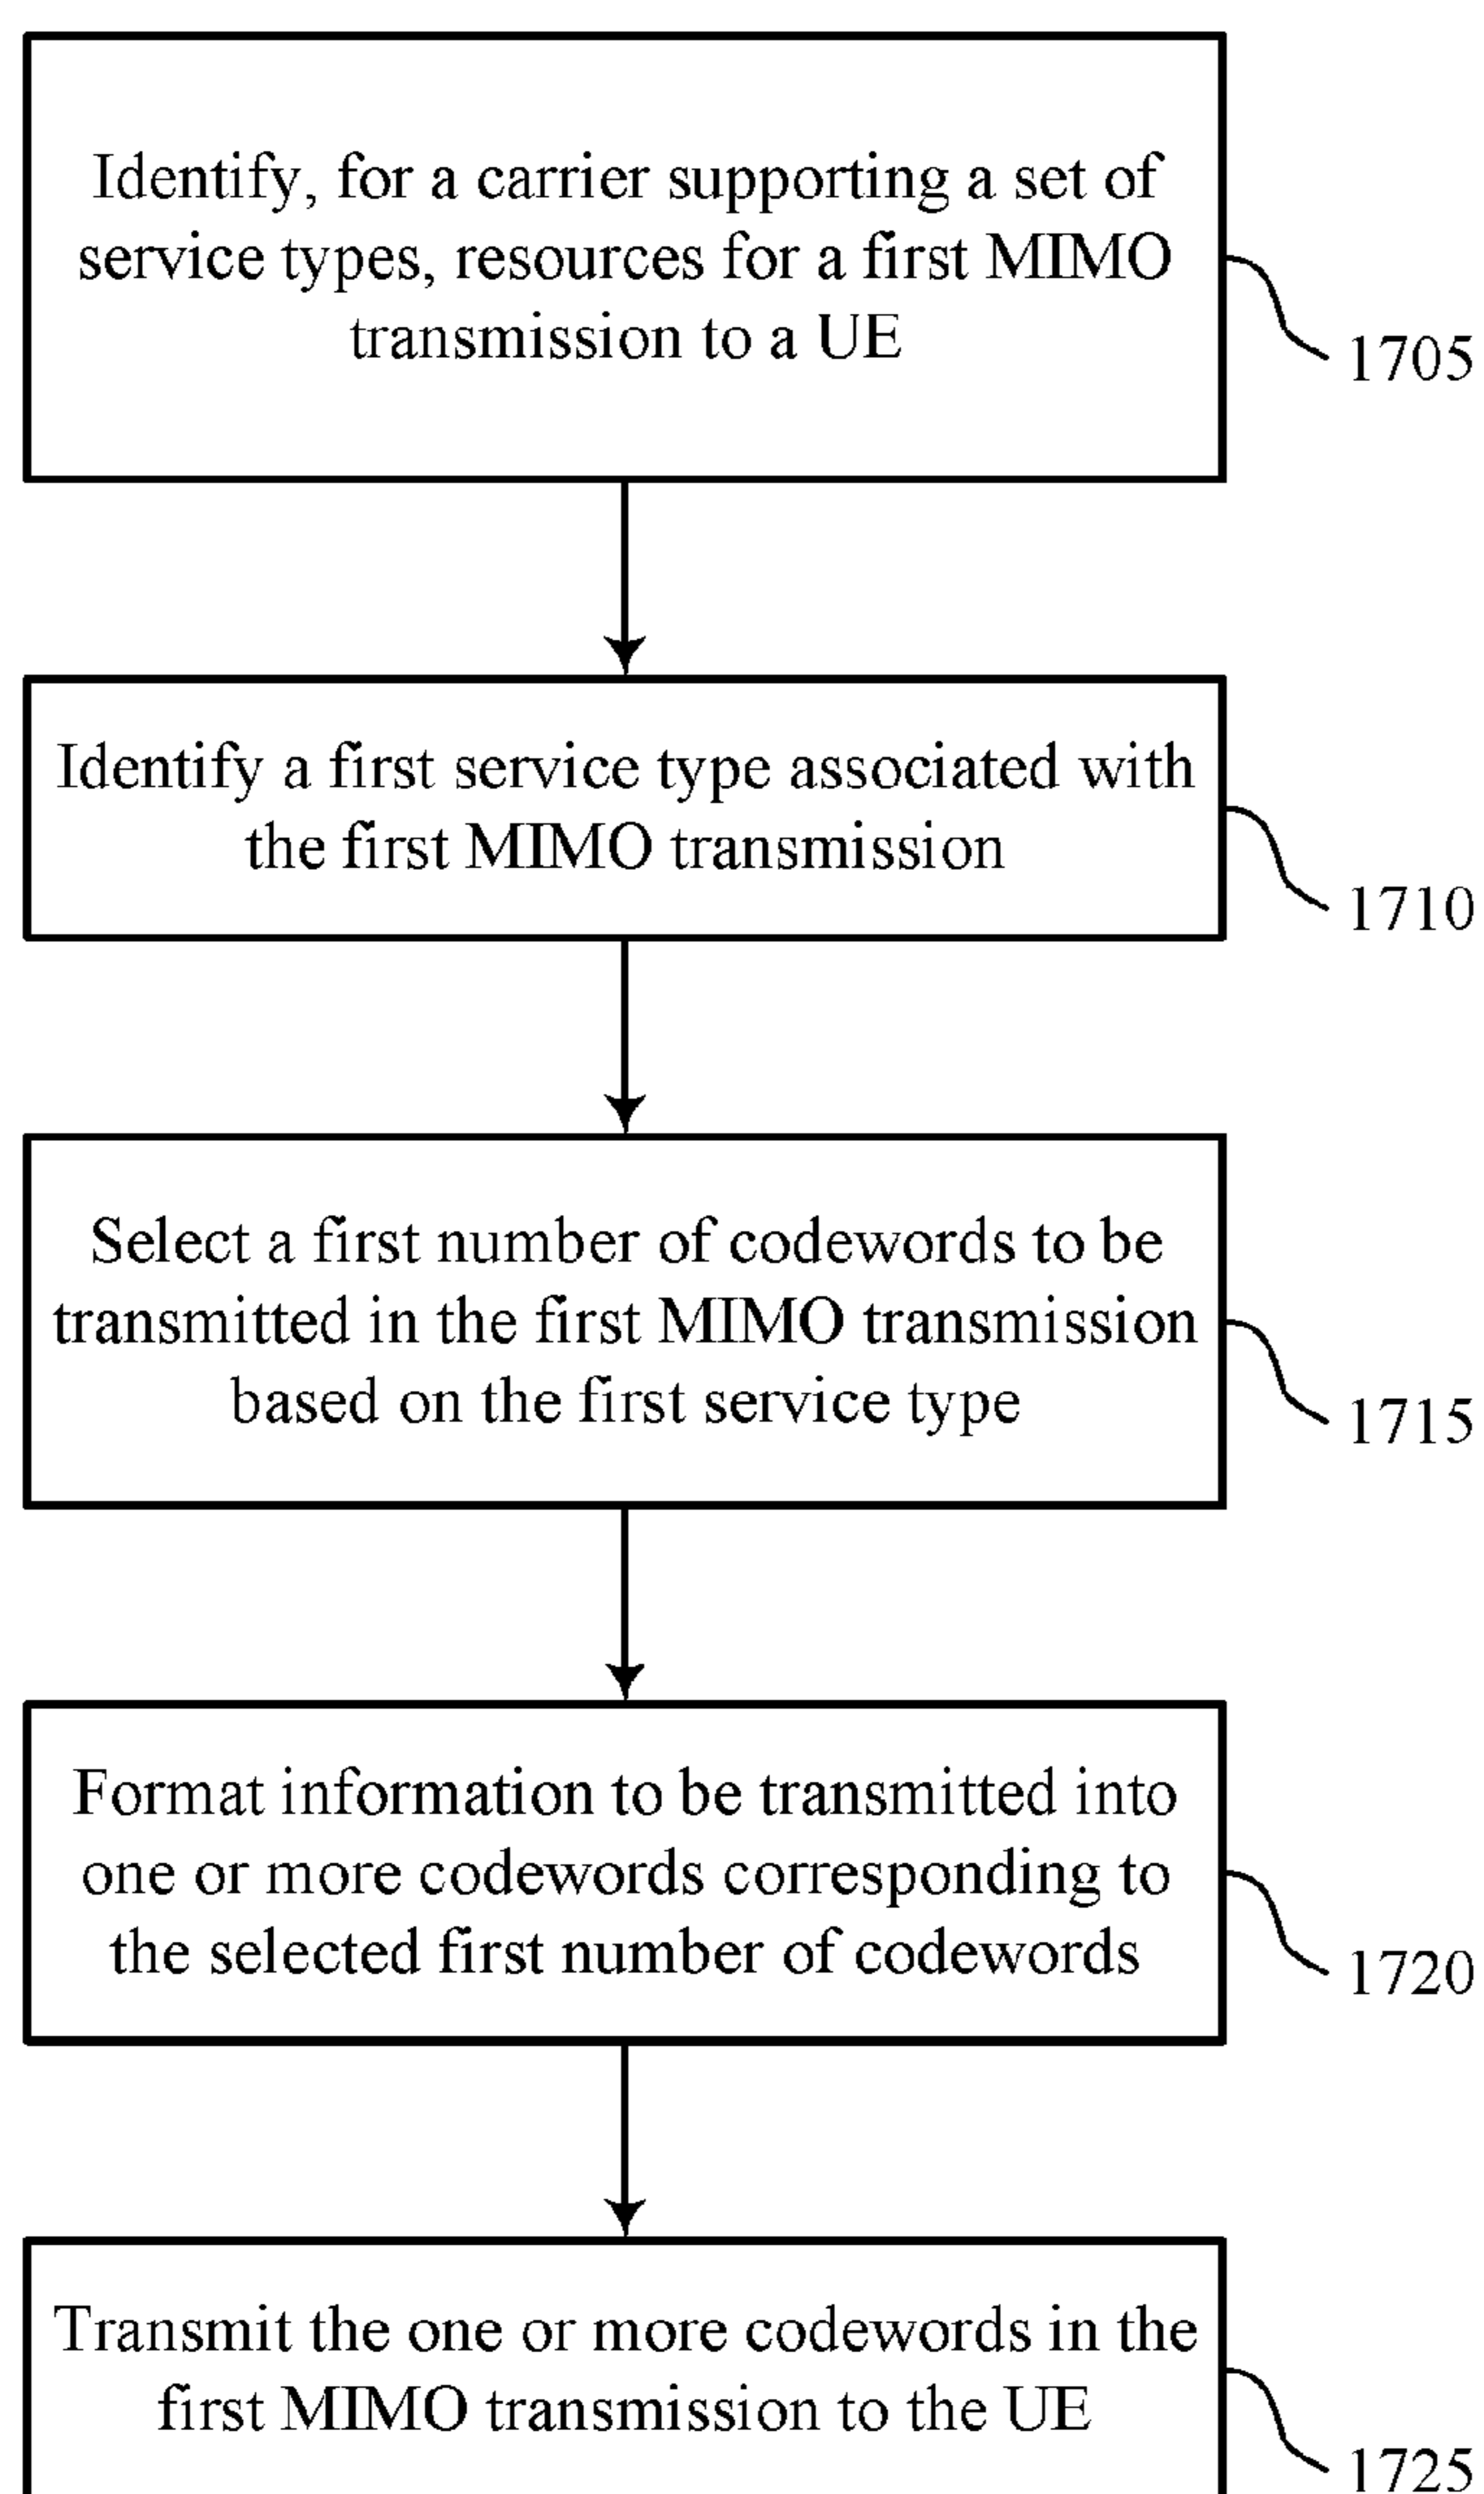 Identify, for a carrier supporting a set of
service types, resources for a first MIMO
transmission to a UE
1705
Identify a first service type associated with
the first MIMO transmission
1710
Select a first number of codewords to be
transmitted in the first MIMO transmission
based on the first service type
1715
Format information to be transmitted into
one or more codewords corresponding to
the selected first number of codewords
1720
Transmit the one or more codewords in the
first MIMO transmission to the UE
1725